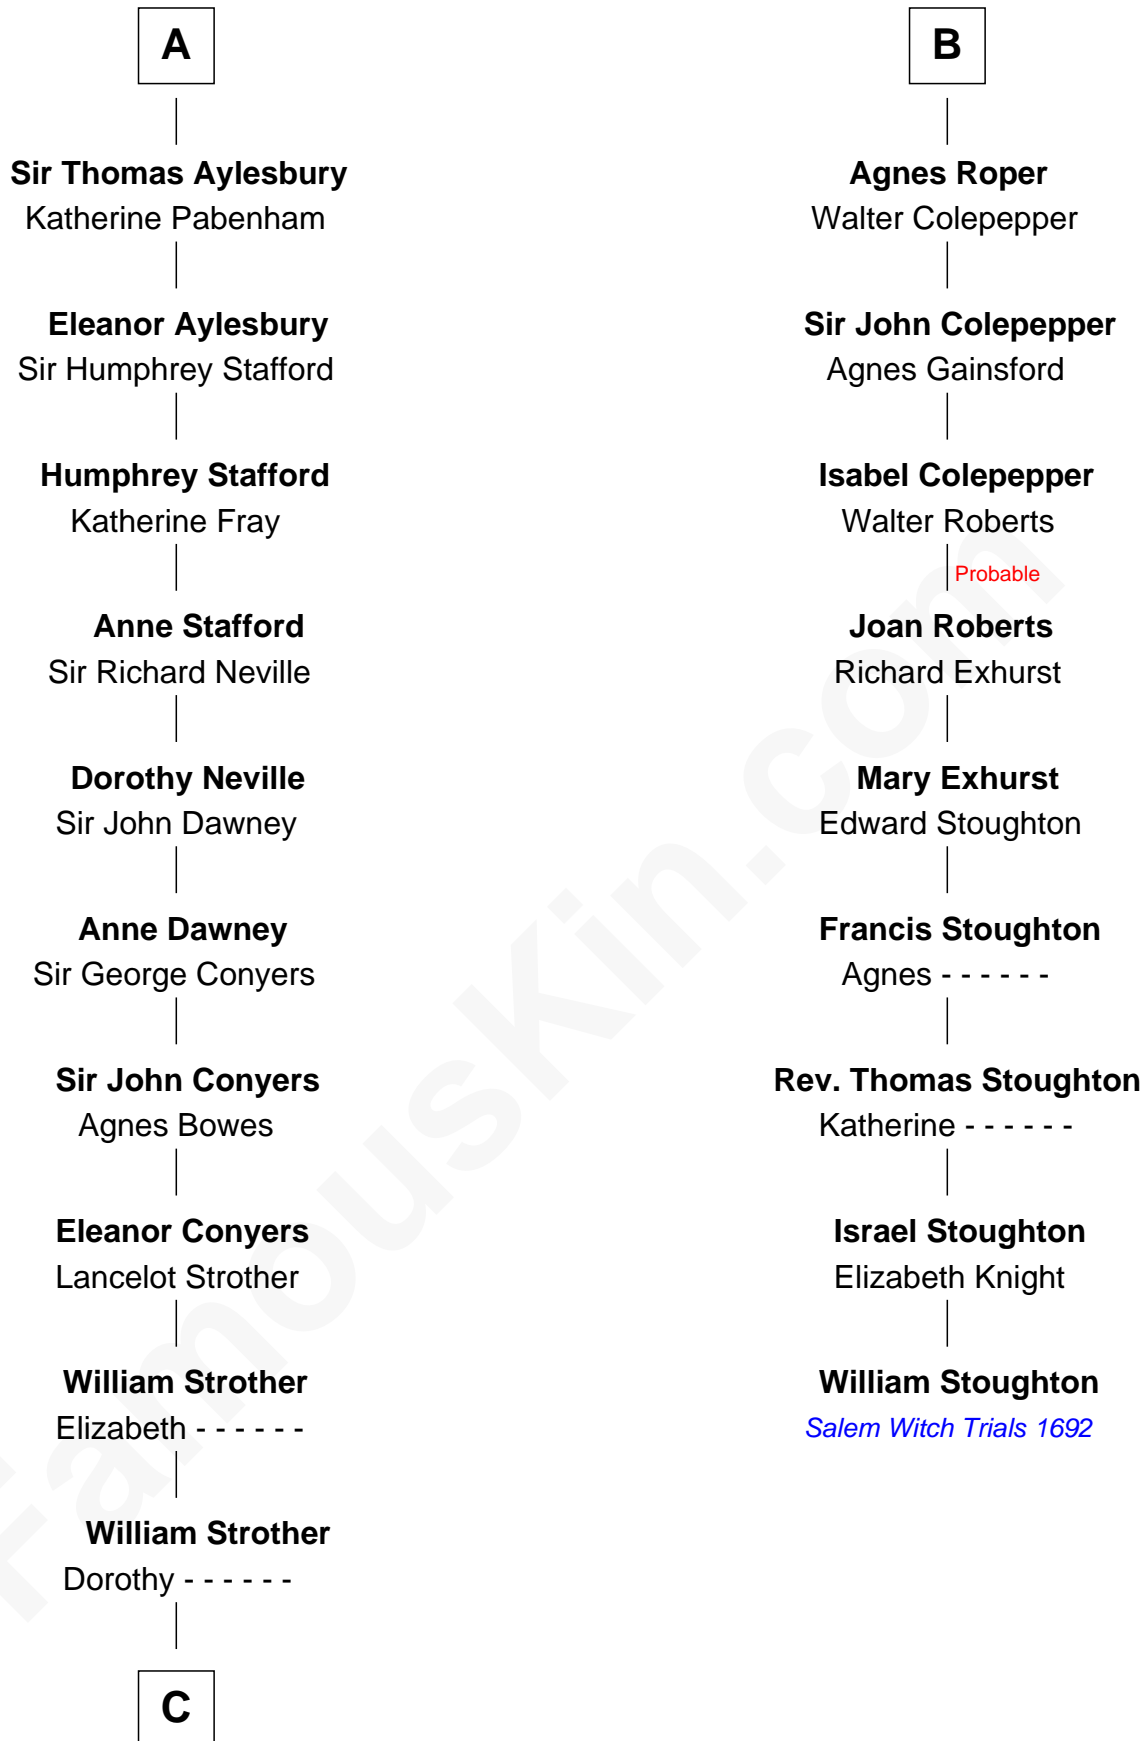 A
Sir Thomas Aylesbury
Katherine Pabenham
Eleanor Aylesbury
Sir Humphrey Stafford
Humphrey Stafford
Katherine Fray
Anne Stafford
Sir Richard Neville
Dorothy Neville
Sir John Dawney
Anne Dawney
Sir George Conyers
Sir John Conyers
Agnes Bowes
Eleanor Conyers
Lancelot Strother
William Strother
Elizabeth - - - - - -
William Strother
Dorothy - - - - - -
C
B
Agnes Roper
Walter Colepepper
Sir John Colepepper
Agnes Gainsford
Isabel Colepepper
Walter Roberts
Probable
Joan Roberts
Richard Exhurst
Mary Exhurst
Edward Stoughton
Francis Stoughton
Agnes - - - - - -
Rev. Thomas Stoughton
Katherine - - - - - -
Israel Stoughton
Elizabeth Knight
William Stoughton
Salem Witch Trials 1692
FamousKin.com